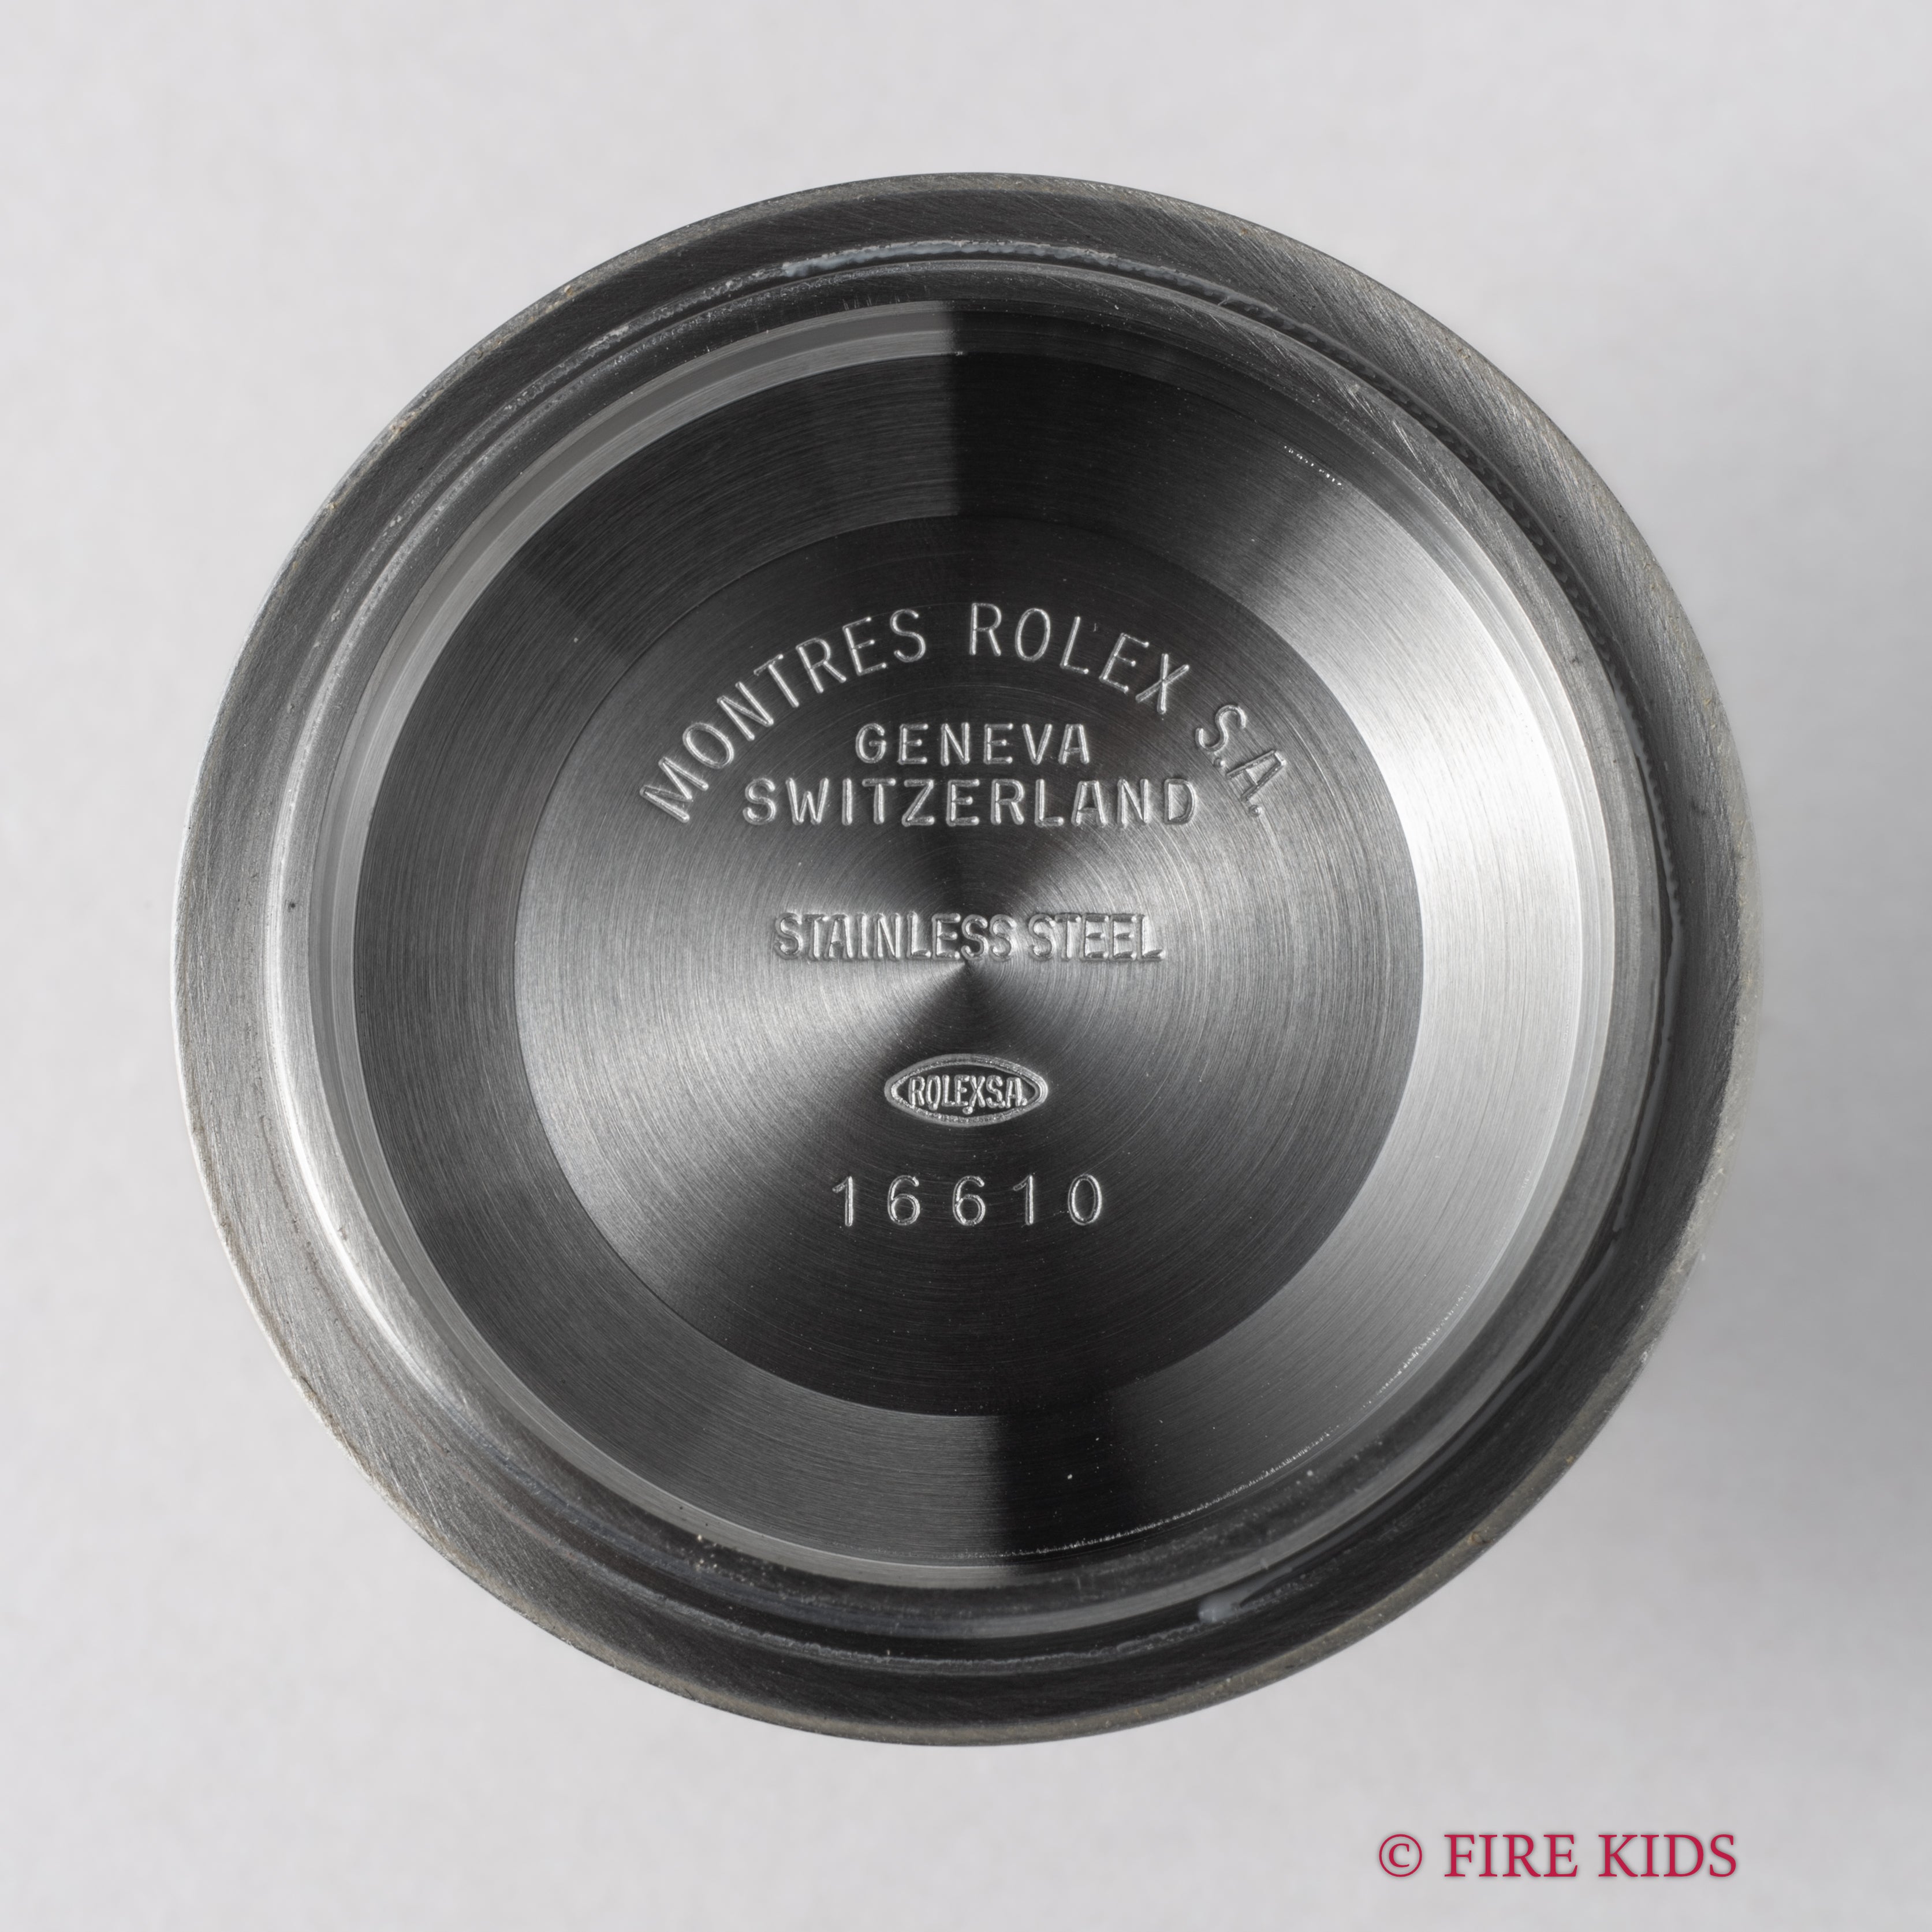 MONTRES ROLEX S.A.
GENEVA
SWITZERLAND
STAINLESS STEEL
ROLEX S.A.
16610
© FIRE KIDS